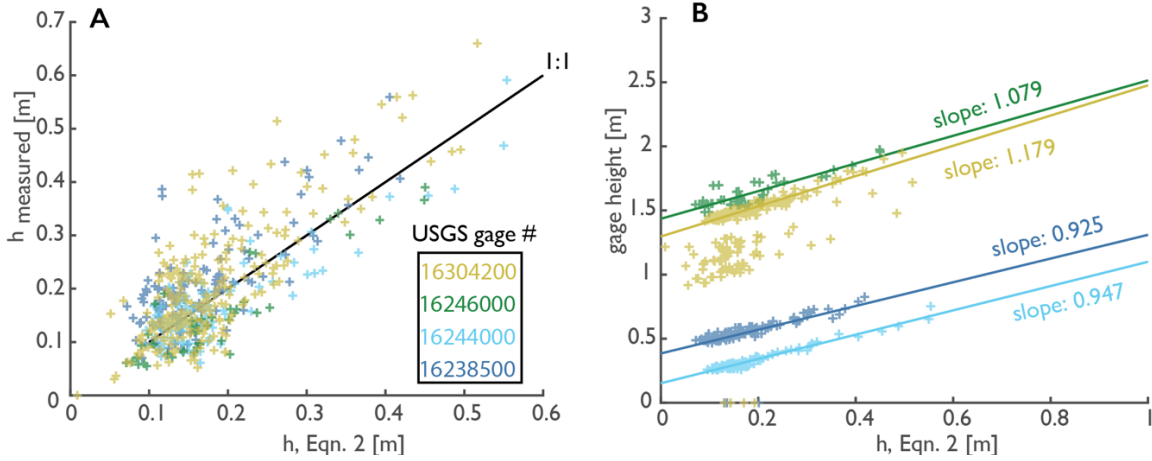 A
0.7
0.6
0.5
0.4
0.3
0.2
0.1
0
h measured [m]
1:1
USGS gage #
16304200
16246000
16244000
16238500
0 0.1 0.2 0.3 0.4 0.5 0.6
h, Eqn. 2 [m]
B
3
2.5
2
1.5
1
0.5
0
gage height [m]
slope: 1.079
slope: 1.179
slope: 0.925
slope: 0.947
0 0.2 0.4 0.6 0.8 1
h, Eqn. 2 [m]